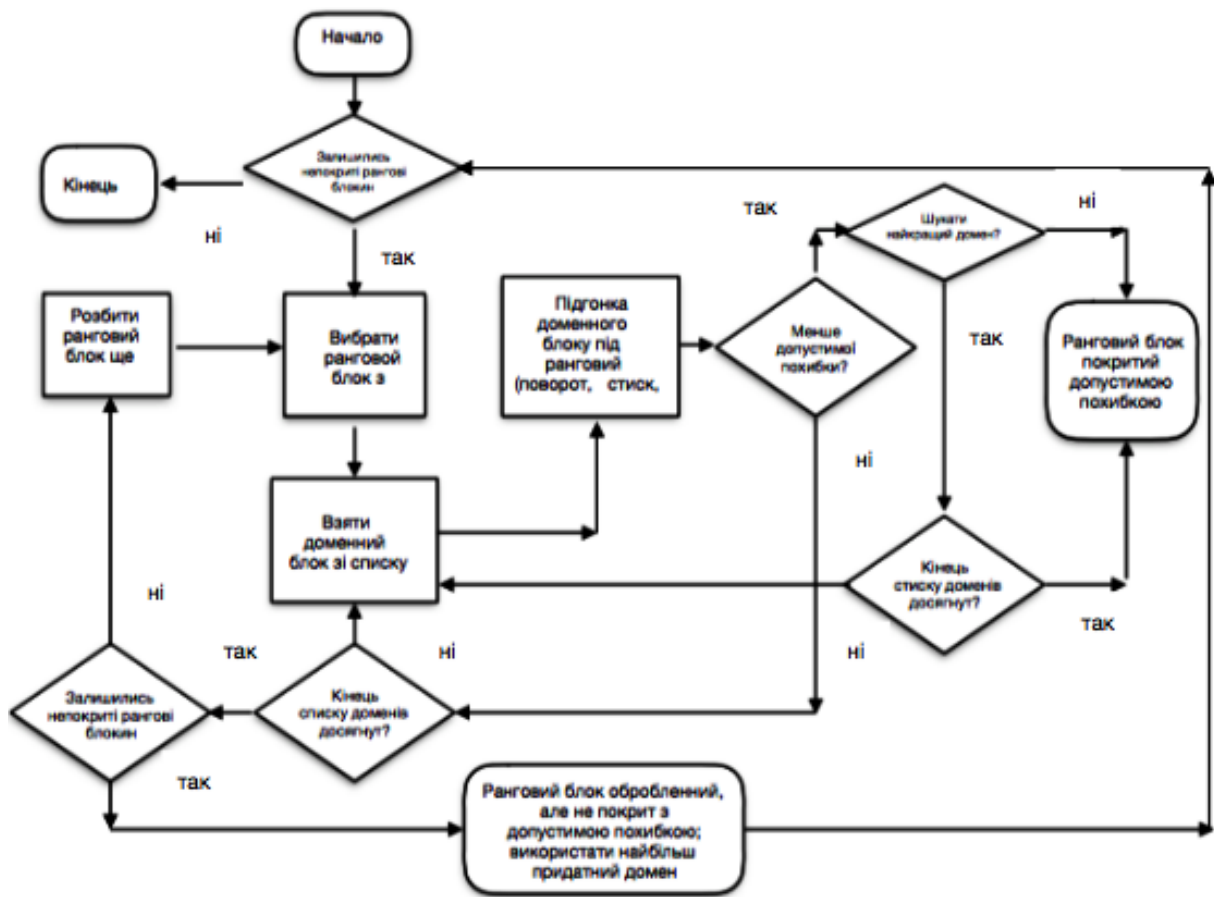 Начало
Залишились
непокриті рангові
блокин
Кінець
ні
так
так
Шукати
найкращий домен?
ні
Розбити
ранговий
блок ще
Вибрати
ранговой
блок з
Підгонка
доменного
блоку під
ранговий
(поворот, стиск,
Менше
допустимої
похибки?
так
Ранговий блок
покритий
допустимою
похибкою
ні
Взяти
доменний
блок зі списку
Кінець
стиску доменів
досягнут?
так
ні
ні
так
ні
Залишились
непокриті рангові
блокин
Кінець
списку доменів
досягнут?
так
Ранговий блок обробленний,
але не покрит з
допустимою похибкою;
використати найбільш
придатний домен